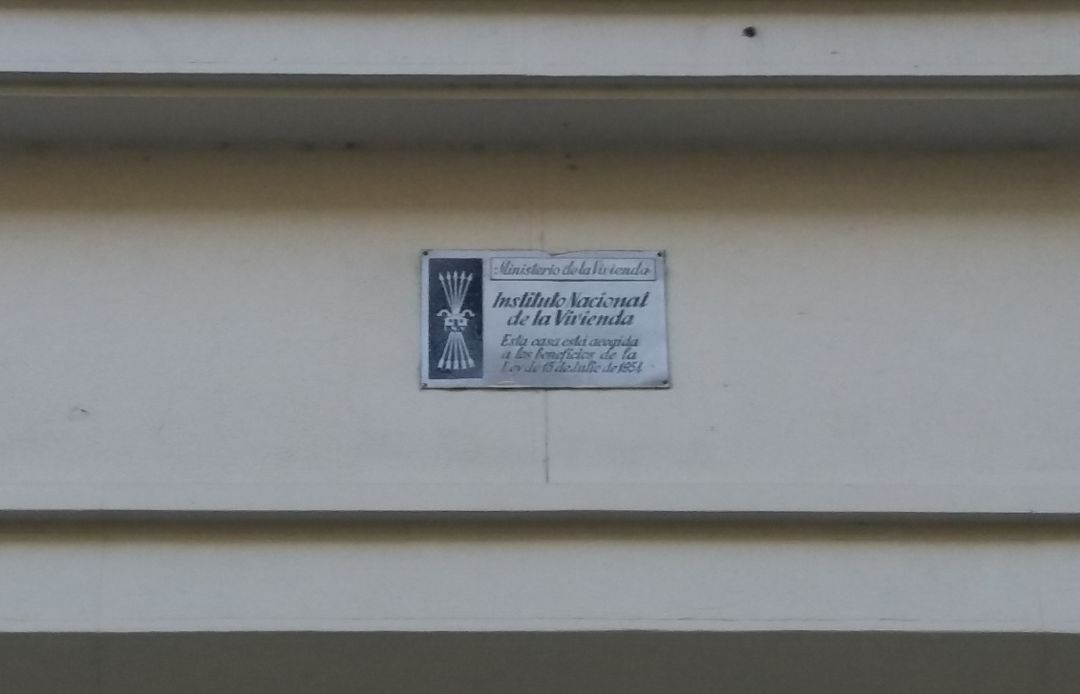 Ministerio de la Vivienda
Instituto Nacional
de la Vivienda
Esta casa está acogida
a los beneficios de la
Ley de 15 de Julio de 1954